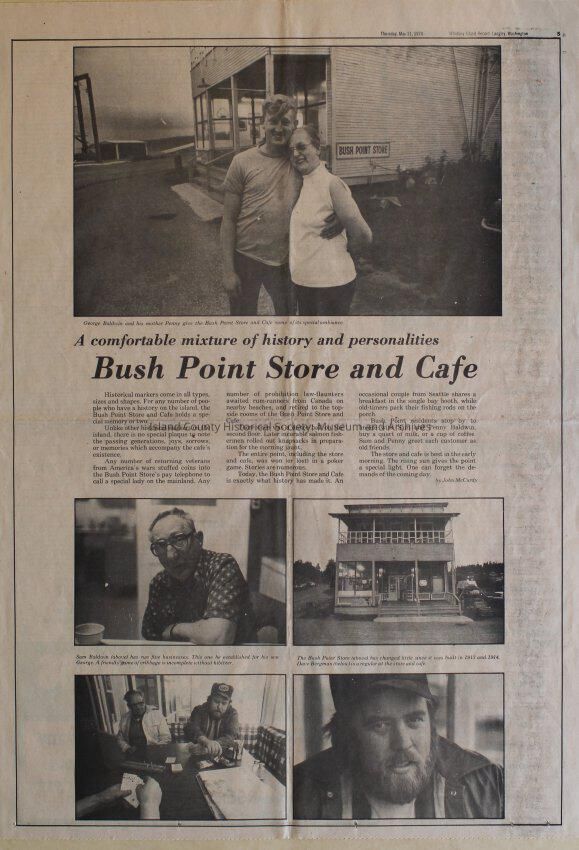 Thursday, May 31, 1979
Whidbey Island Record Langley, Washington
5
BUSH POINT STORE
George Baldwin and his mother Penny give the Bush Point Store and Cafe some of its special ambiance.
A comfortable mixture of history and personalities
Bush Point Store and Cafe
Historical markers come in all types,
sizes and shapes. For any number of peo-
ple who have a history on the island, the
Bush Point Store and Cafe holds a spe-
cial memory or two.
Unlike other
island, there is no special plaque to note
the passing generations, joys, sorrows,
or memories which accompany the cafe's
existence.
Any number of returning veterans
from America's wars stuffed coins into
the Bush Point Store's pay telephone to
call a special lady on the mainland. Any
number of prohibition law-flaunters
awaited rum-runners from Canada on
nearby beaches, and retired to the top-
side rooms of the Bush Point Store and
Cafe.
second floor. Later inevitable salmon fish-
ermen rolled out knapsacks in prepara-
tion for the morning jaunt.
The entire point, including the store
and cafe, was won or lost in a poker
game. Stories are numerous.
Today, the Bush Point Store and Cafe
is exactly what history has made it. An
occasional couple from Seattle shares a
breakfast in the single bay booth, while
old-timers park their fishing rods on the
porch.
Bush Point residents stop by to
Penny Baldwin,
buy a quart of milk, or a cup of coffee.
Sam and Penny greet each customer as
old friends.
The store and cafe is best in the early
morning. The rising sun gives the point
a special light. One can forget the de-
mands of the coming day.
by John McCurdy
Island County Historical Society Museum and Archives
Sam Baldwin (above) has run five businesses. This one he established for his son
George. A friendly game of cribbage is incomplete without kibitzer.
The Bush Point Store (above) has changed little since it was built in 1913 and 1914.
Dave Bergman (below) is a regular at the store and cafe.